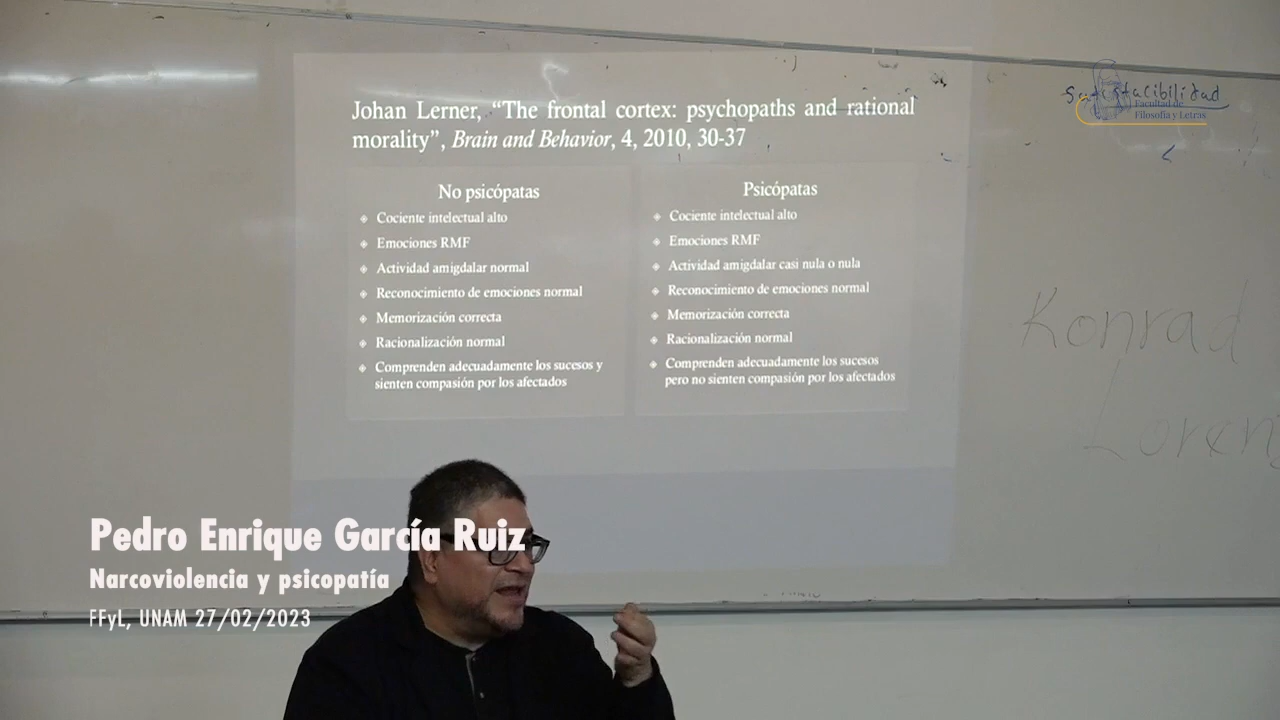 Johan Lerner, “The frontal cortex: psychopaths and rational
morality”, Brain and Behavior, 4, 2010, 30-37
No psicópatas
Cociente intelectual alto
Emociones RMF
Actividad amigdalar normal
Reconocimiento de emociones normal
Memorización correcta
Racionalización normal
Comprenden adecuadamente los sucesos y
sienten compasión por los afectados
Psicópatas
Cociente intelectual alto
Emociones RMF
Actividad amigdalar casi nula o nula
Reconocimiento de emociones normal
Memorización correcta
Racionalización normal
Comprenden adecuadamente los sucesos
pero no sienten compasión por los afectados
Facultad de
Filosofía y Letras
Konrad
Loren
Pedro Enrique García Ruiz
Narcoviolencia y psicopatía
FFyL, UNAM 27/02/2023